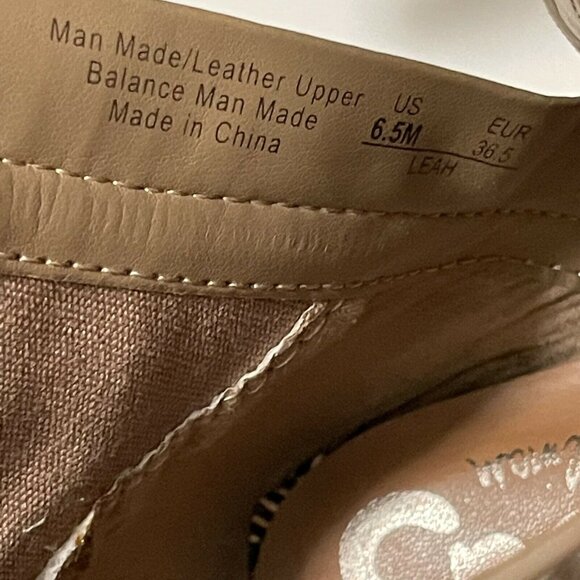 Man Made/Leather Upper
Balance Man Made
Made in China
US EUR
6.5M 36.5
LEAH